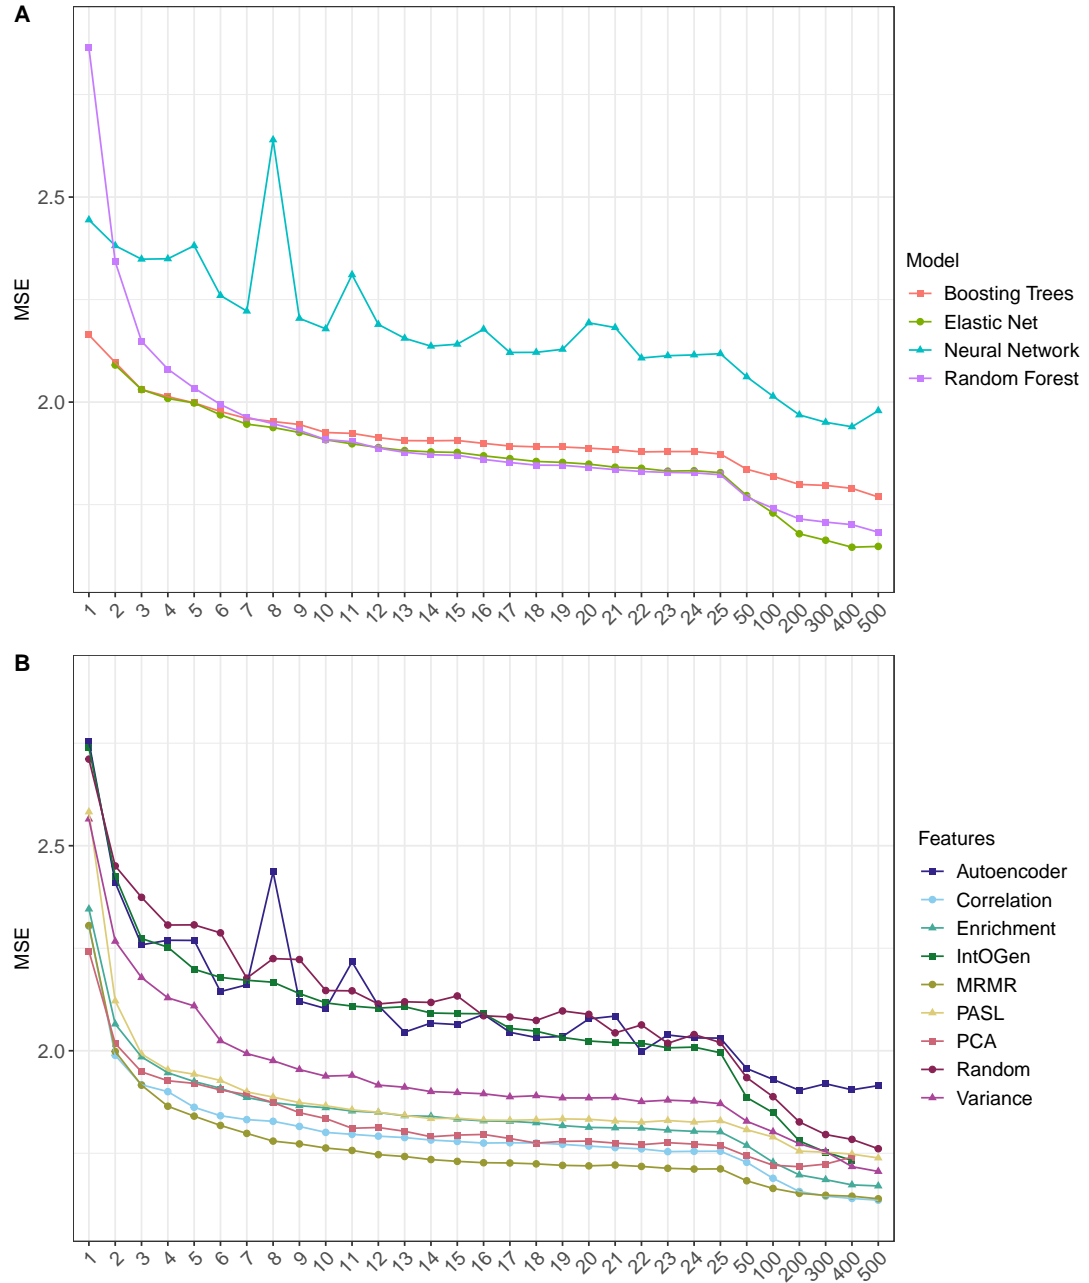 A
MSE
2.5
2.0
1 2 3 4 5 6 7 8 9 10 11 12 13 14 15 16 17 18 19 20 21 22 23 24 25 50 100 200 300 400 500
Model
Boosting Trees
Elastic Net
Neural Network
Random Forest
B
MSE
2.5
2.0
1 2 3 4 5 6 7 8 9 10 11 12 13 14 15 16 17 18 19 20 21 22 23 24 25 50 100 200 300 400 500
Features
Autoencoder
Correlation
Enrichment
IntOGen
MRMR
PASL
PCA
Random
Variance